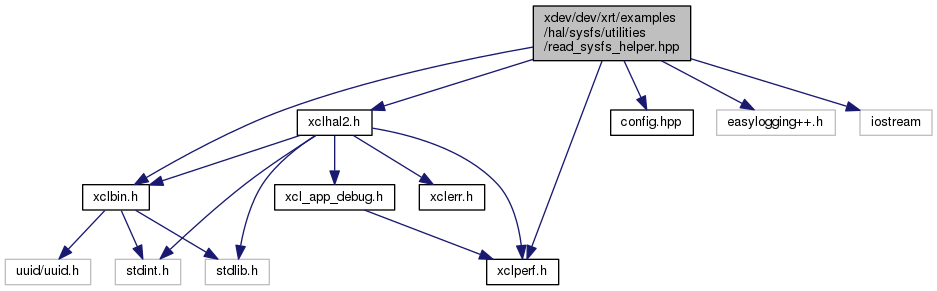 xdev/dev/xrt/examples
/hal/sysfs/utilities
/read_sysfs_helper.hpp
xclhal2.h
config.hpp
easylogging++.h
iostream
xclbin.h
xcl_app_debug.h
xclerr.h
uuid/uuid.h
stdint.h
stdlib.h
xclperf.h